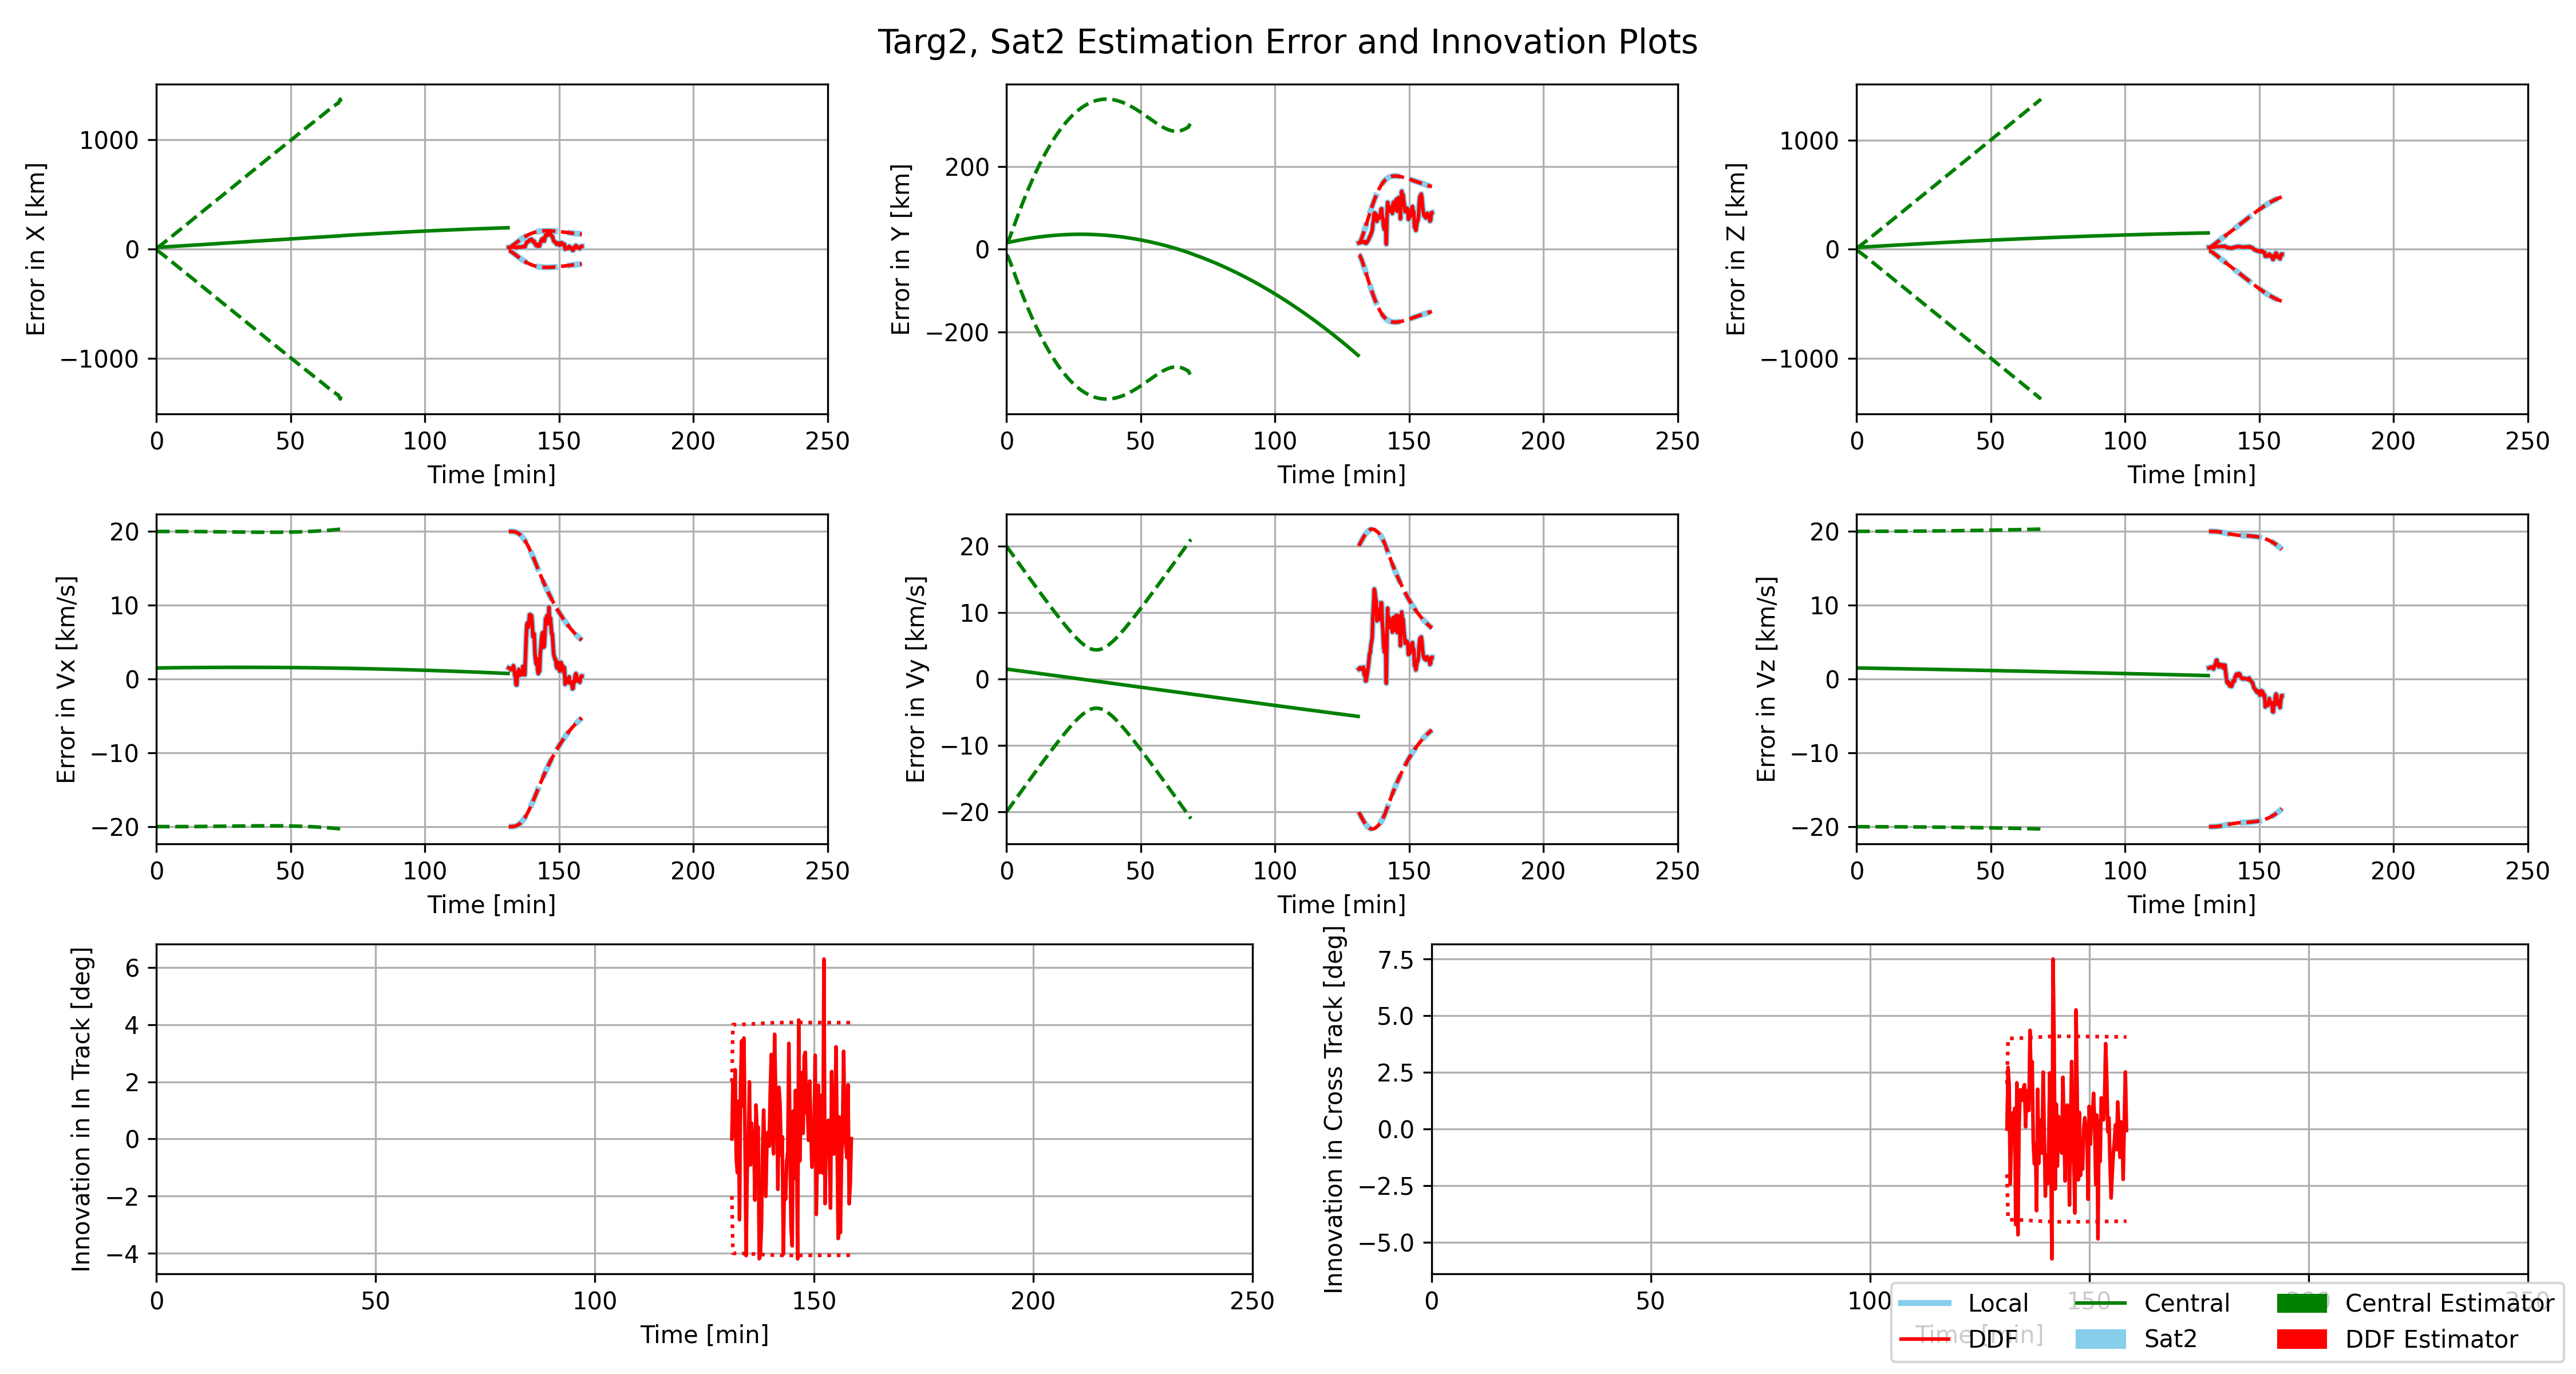 Targ2, Sat2 Estimation Error and Innovation Plots
Error in X [km]
1000
0
−1000
0 50 100 150 200 250
Time [min]
Error in Y [km]
200
0
−200
0 50 100 150 200 250
Time [min]
Error in Z [km]
1000
0
−1000
0 50 100 150 200 250
Time [min]
Error in Vx [km/s]
20
10
0
−10
−20
0 50 100 150 200 250
Time [min]
Error in Vy [km/s]
20
10
0
−10
−20
0 50 100 150 200 250
Time [min]
Error in Vz [km/s]
20
10
0
−10
−20
0 50 100 150 200 250
Time [min]
Innovation in In Track [deg]
6
4
2
0
−2
−4
0 50 100 150 200 250
Time [min]
Innovation in Cross Track [deg]
7.5
5.0
2.5
0.0
−2.5
−5.0
0 50 100 150 200 250
Time [min]
Local Central Central Estimator
DDF Sat2 DDF Estimator